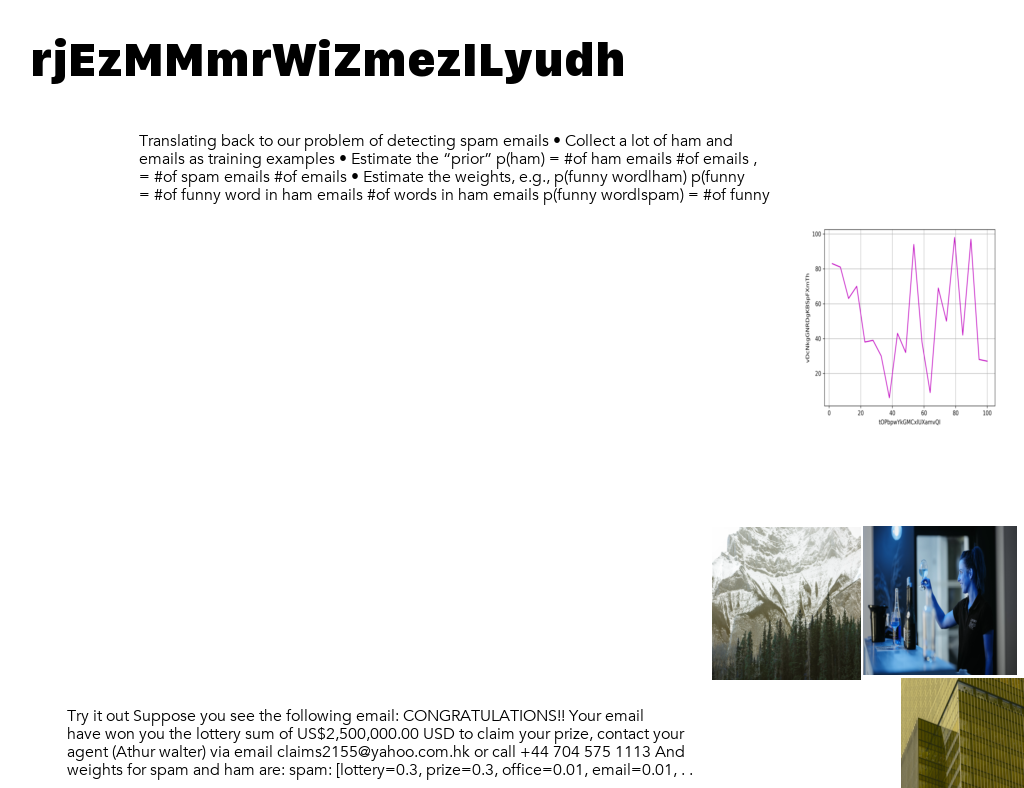 rjEzMMmrWiZmezILyudh
Translating back to our problem of detecting spam emails • Collect a lot of ham and
emails as training examples • Estimate the “prior” p(ham) = #of ham emails #of emails ,
= #of spam emails #of emails • Estimate the weights, e.g., p(funny word|ham) p(funny
= #of funny word in ham emails #of words in ham emails p(funny word|spam) = #of funny
100
80
60
40
20
0 20 40 60 80 100
Try it out Suppose you see the following email: CONGRATULATIONS!! Your email
have won you the lottery sum of US$2,500,000.00 USD to claim your prize, contact your
agent (Athur walter) via email claims2155@yahoo.com.hk or call +44 704 575 1113 And
weights for spam and ham are: spam: [lottery=0.3, prize=0.3, office=0.01, email=0.01, . .